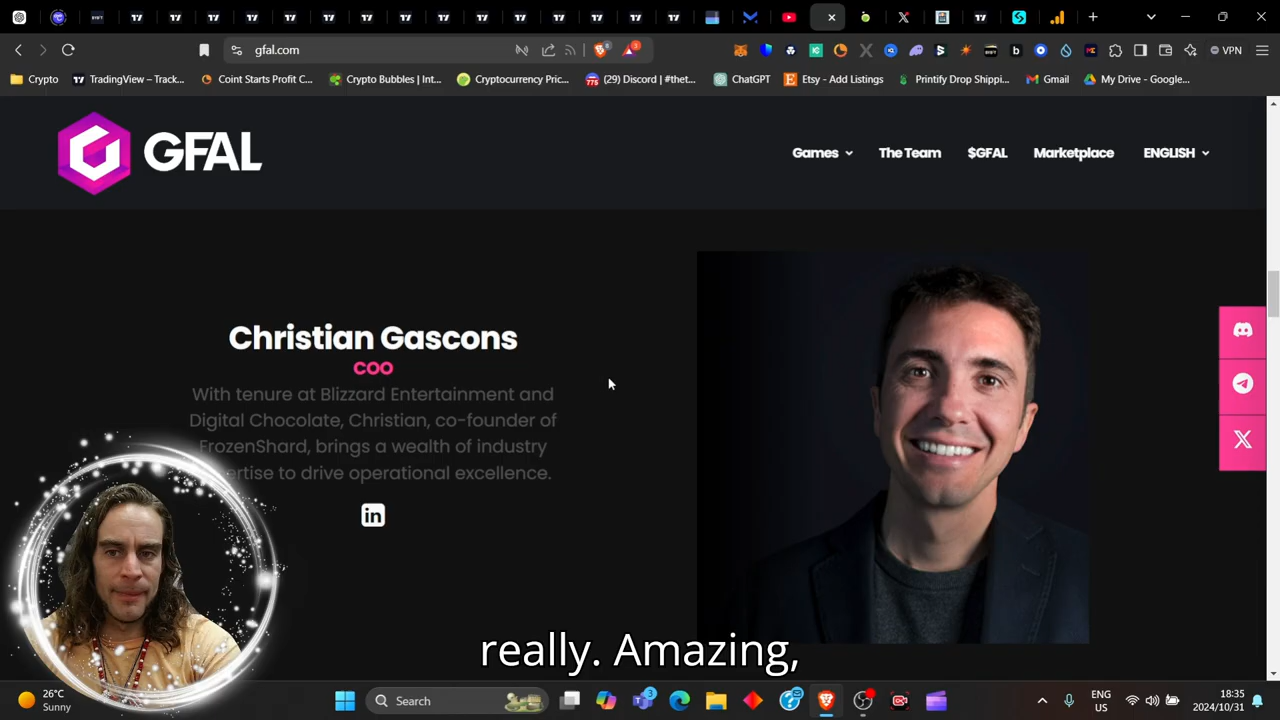 gfal.com
VPN
Crypto
TradingView – Track...
Coint Starts Profit C...
Crypto Bubbles | Int...
Cryptocurrency Pric...
(29) Discord | #thet...
ChatGPT
Etsy - Add Listings
Printify Drop Shippi...
Gmail
My Drive - Google...
GFAL
Games
The Team
$GFAL
Marketplace
ENGLISH
Christian Gascons
COO
With tenure at Blizzard Entertainment and
Digital Chocolate, Christian, co-founder of
FrozenShard, brings a wealth of industry
ertise to drive operational excellence.
in
really. Amazing,
26°C
Sunny
Search
ENG
US
18:35
2024/10/31